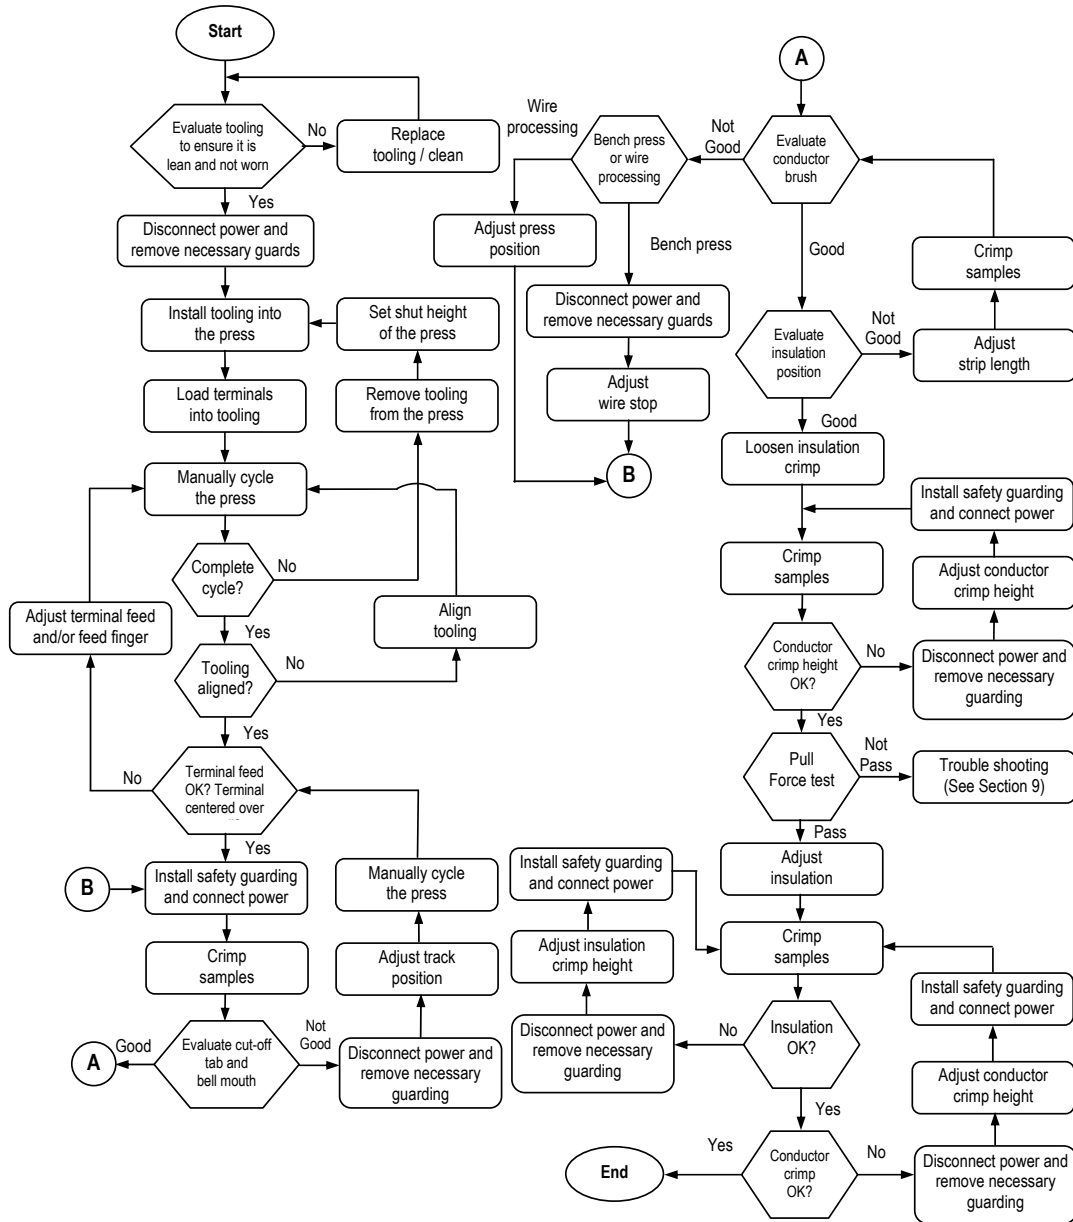 Start
Evaluate tooling
to ensure it is
lean and not worn
No
Replace
tooling / clean
Yes
Disconnect power and
remove necessary guards
Install tooling into
the press
Set shut height
of the press
Load terminals
into tooling
Remove tooling
from the press
Manually cycle
the press
Complete
cycle?
No
Adjust terminal feed
and/or feed finger
Align
tooling
Yes
Tooling
aligned?
No
Yes
No
Terminal feed
OK? Terminal
centered over
Yes
B
Install safety guarding
and connect power
Manually cycle
the press
Crimp
samples
Adjust track
position
Good
A
Evaluate cut-off
tab and
bell mouth
Not
Good
Disconnect power and
remove necessary
guarding
A
Wire
processing
Bench press
or wire
processing
Not
Good
Evaluate
conductor
brush
Adjust press
position
Bench press
Good
Crimp
samples
Disconnect power and
remove necessary guards
Evaluate
insulation
position
Not
Good
Adjust
strip length
Adjust
wire stop
Good
B
Loosen insulation
crimp
Install safety guarding
and connect power
Crimp
samples
Adjust conductor
crimp height
Conductor
crimp height
OK?
No
Disconnect power and
remove necessary
guarding
Yes
Pull
Force test
Not
Pass
Trouble shooting
(See Section 9)
Pass
Install safety guarding
and connect power
Adjust
insulation
Adjust insulation
crimp height
Crimp
samples
Install safety guarding
and connect power
Disconnect power and
remove necessary
guarding
No
Insulation
OK?
Adjust conductor
crimp height
Yes
End
Yes
Conductor
crimp
OK?
No
Disconnect power and
remove necessary
guarding